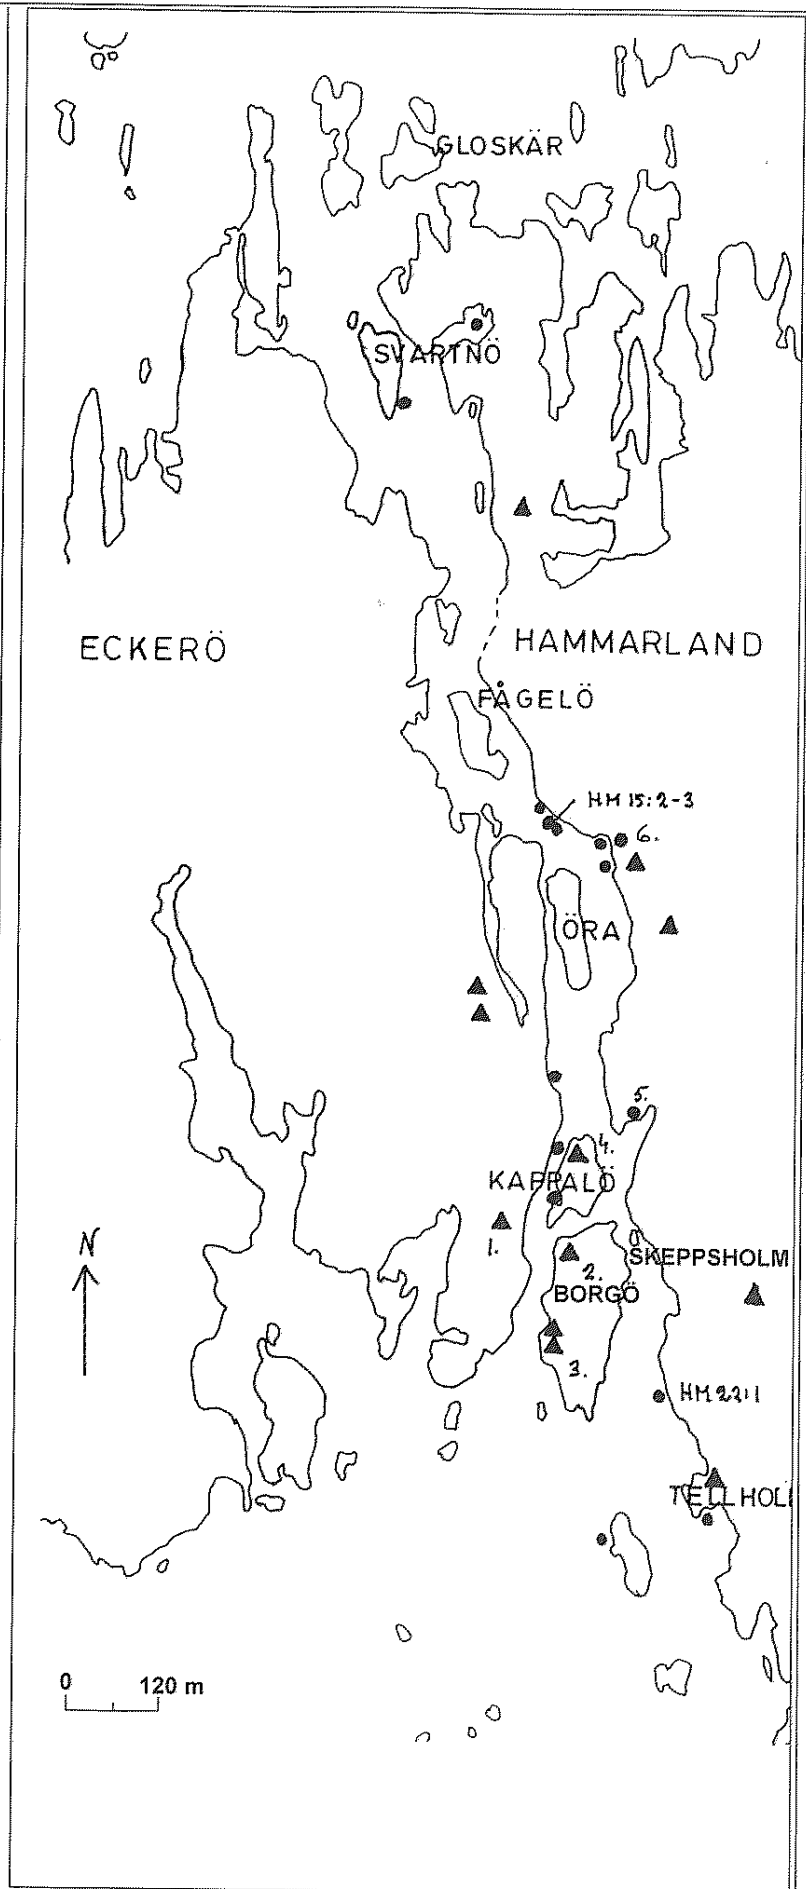 GLOSKÄR
SVARTNÖ
ECKERÖ
HAMMARLAND
FÅGELÖ
HM 15:2-3
6.
ÖRA
5.
4.
KAPPALÖ
1.
N
SKEPPSHOLM
2.
BORGÖ
3.
HM 22:1
TELLHOL
0 120 m